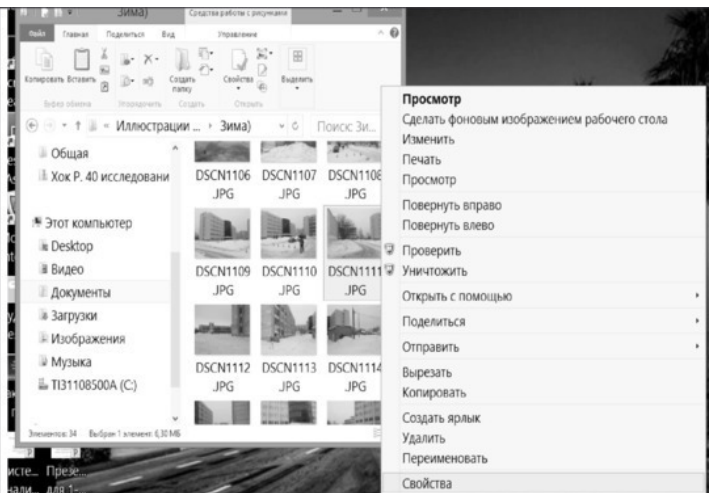 Зима)
Средства работы с рисунками
Файл
Главная
Поделиться
Вид
Управление
Копировать
Вставить
Создать папку
Свойства
Открыть
Выделить
Буфер обмена
Упорядочить
Создать
Открыть
Иллюстрации ...
Зима)
Поиск: Зи...
Общая
Хок Р. 40 исследовани
Этот компьютер
Desktop
Видео
Документы
Загрузки
Изображения
Музыка
TI31108500A (C:)
DSCN1106 .JPG
DSCN1107 .JPG
DSCN1108 .JPG
DSCN1109 .JPG
DSCN1110 .JPG
DSCN1111 .JPG
DSCN1112 .JPG
DSCN1113 .JPG
DSCN1114 .JPG
Элементов: 34
Выбран 1 элемент: 6,30 МБ
Просмотр
Сделать фоновым изображением рабочего стола
Изменить
Печать
Просмотр
Повернуть вправо
Повернуть влево
Проверить
Уничтожить
Открыть с помощью
Поделиться
Отправить
Вырезать
Копировать
Создать ярлык
Удалить
Переименовать
Свойства